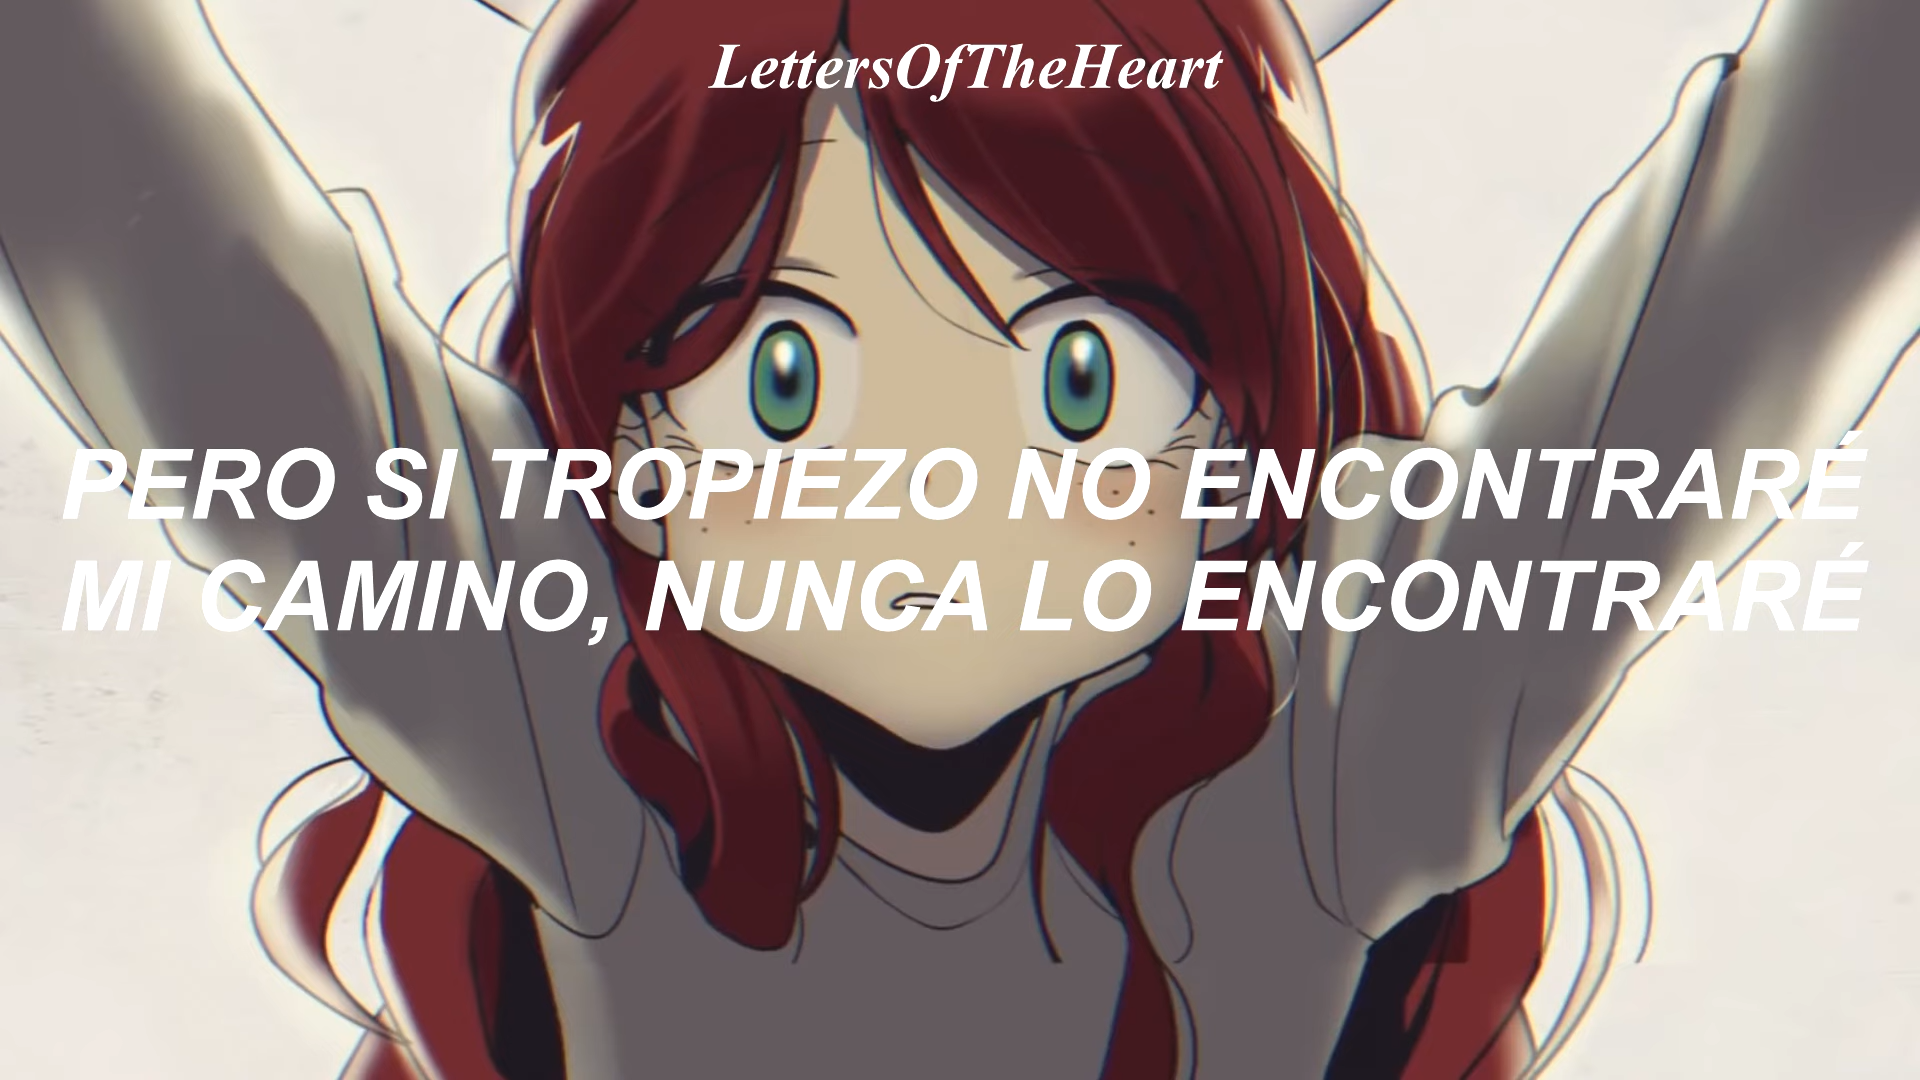 LettersOfTheHeart
PERO SI TROPIEZO NO ENCONTRARÉ
MI CAMINO, NUNCA LO ENCONTRARÉ